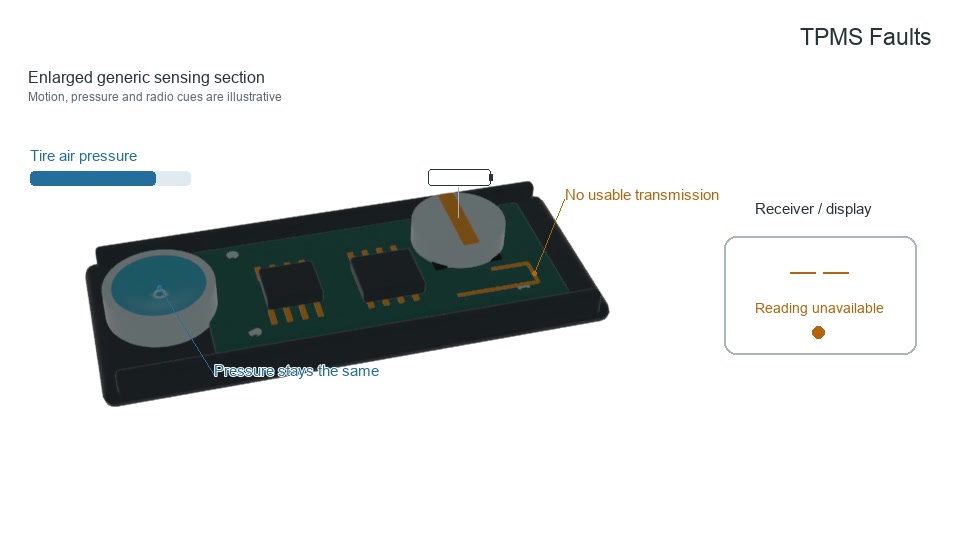 TPMS Faults
Enlarged generic sensing section
Motion, pressure and radio cues are illustrative
Tire air pressure
No usable transmission
Receiver / display
— —
Reading unavailable
Pressure stays the same